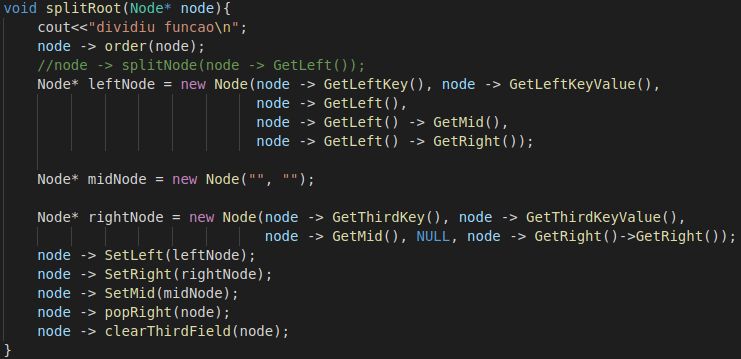 void splitRoot(Node* node){
cout<<"dividiu funcao\n";
node -> order(node);
//node -> splitNode(node -> GetLeft());
Node* leftNode = new Node(node -> GetLeftKey(), node -> GetLeftKeyValue(),
node -> GetLeft(),
node -> GetLeft() -> GetMid(),
node -> GetLeft() -> GetRight());
Node* midNode = new Node("", "");
Node* rightNode = new Node(node -> GetThirdKey(), node -> GetThirdKeyValue(),
node -> GetMid(), NULL, node -> GetRight()->GetRight());
node -> SetLeft(leftNode);
node -> SetRight(rightNode);
node -> SetMid(midNode);
node -> popRight(node);
node -> clearThirdField(node);
}